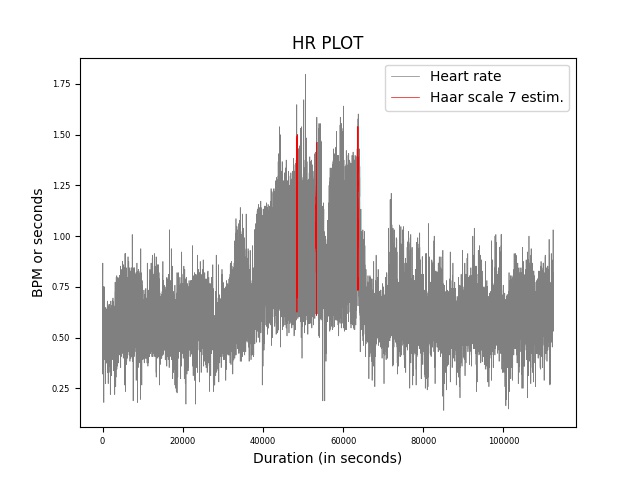 HR PLOT
Heart rate
Haar scale 7 estim.
BPM or seconds
1.75
1.50
1.25
1.00
0.75
0.50
0.25
0
20000
40000
60000
80000
100000
Duration (in seconds)